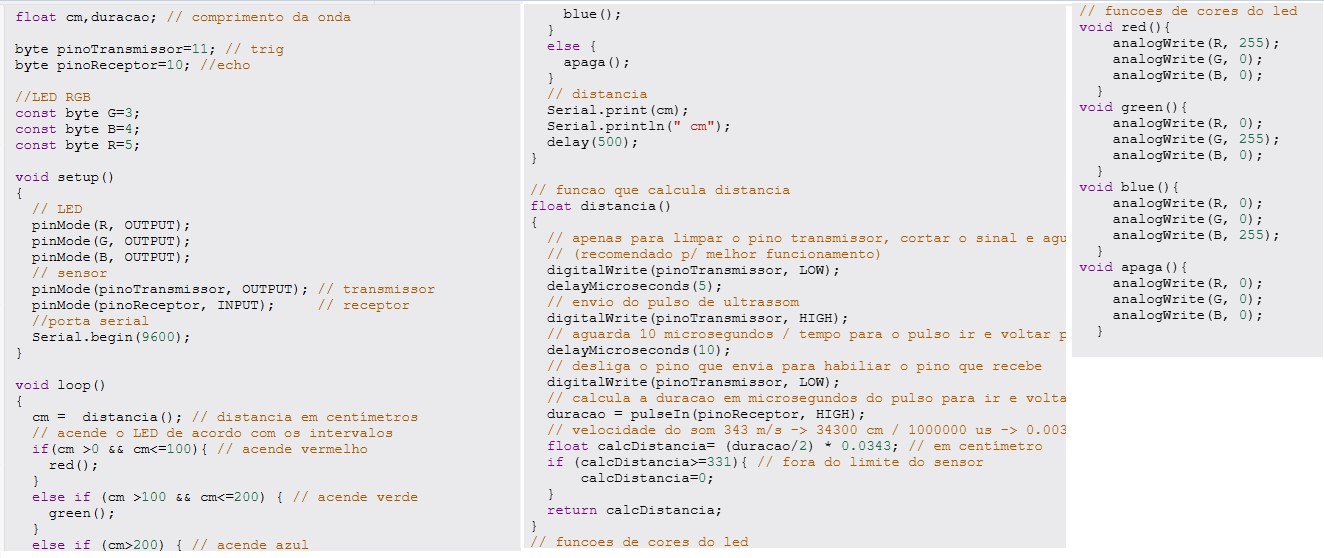 float cm,duracao; // comprimento da onda
byte pinoTransmissor=11; // trig
byte pinoReceptor=10; //echo
//LED RGB
const byte G=3;
const byte B=4;
const byte R=5;
void setup()
{
  // LED
  pinMode(R, OUTPUT);
  pinMode(G, OUTPUT);
  pinMode(B, OUTPUT);
  // sensor
  pinMode(pinoTransmissor, OUTPUT); // transmissor
  pinMode(pinoReceptor, INPUT);     // receptor
  //porta serial
  Serial.begin(9600);
}
void loop()
{
  cm =  distancia(); // distancia em centímetros
  // acende o LED de acordo com os intervalos
  if(cm >0 && cm<=100){ // acende vermelho
    red();
  }
  else if (cm >100 && cm<=200) { // acende verde
    green();
  }
  else if (cm>200) { // acende azul
    blue();
  }
  else {
    apaga();
  }
  // distancia
  Serial.print(cm);
  Serial.println(" cm");
  delay(500);
}
// funcao que calcula distancia
float distancia()
{
  // apenas para limpar o pino transmissor, cortar o sinal e agu
  // (recomendado p/ melhor funcionamento)
  digitalWrite(pinoTransmissor, LOW);
  delayMicroseconds(5);
  // envio do pulso de ultrassom
  digitalWrite(pinoTransmissor, HIGH);
  // aguarda 10 microsegundos / tempo para o pulso ir e voltar p
  delayMicroseconds(10);
  // desliga o pino que envia para habiliar o pino que recebe
  digitalWrite(pinoTransmissor, LOW);
  // calcula a duracao em microsegundos do pulso para ir e volta
  duracao = pulseIn(pinoReceptor, HIGH);
  // velocidade do som 343 m/s -> 34300 cm / 1000000 us -> 0.003
  float calcDistancia= (duracao/2) * 0.0343; // em centímetro
  if (calcDistancia>=331){ // fora do limite do sensor
      calcDistancia=0;
  }
  return calcDistancia;
}
// funcoes de cores do led
// funcoes de cores do led
void red(){
    analogWrite(R, 255);
    analogWrite(G, 0);
    analogWrite(B, 0);
  }
void green(){
    analogWrite(R, 0);
    analogWrite(G, 255);
    analogWrite(B, 0);
  }
void blue(){
    analogWrite(R, 0);
    analogWrite(G, 0);
    analogWrite(B, 255);
  }
void apaga(){
    analogWrite(R, 0);
    analogWrite(G, 0);
    analogWrite(B, 0);
  }